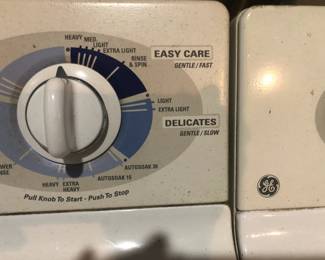 HEAVY MED. LIGHT EXTRA LIGHT
RINSE & SPIN
EASY CARE
GENTLE/FAST
LIGHT
EXTRA LIGHT
DELICATES
GENTLE/SLOW
AUTOSOAK 30
AUTOSOAK 15
EXTRA HEAVY
HEAVY
Pull Knob To Start - Push To Stop
GE